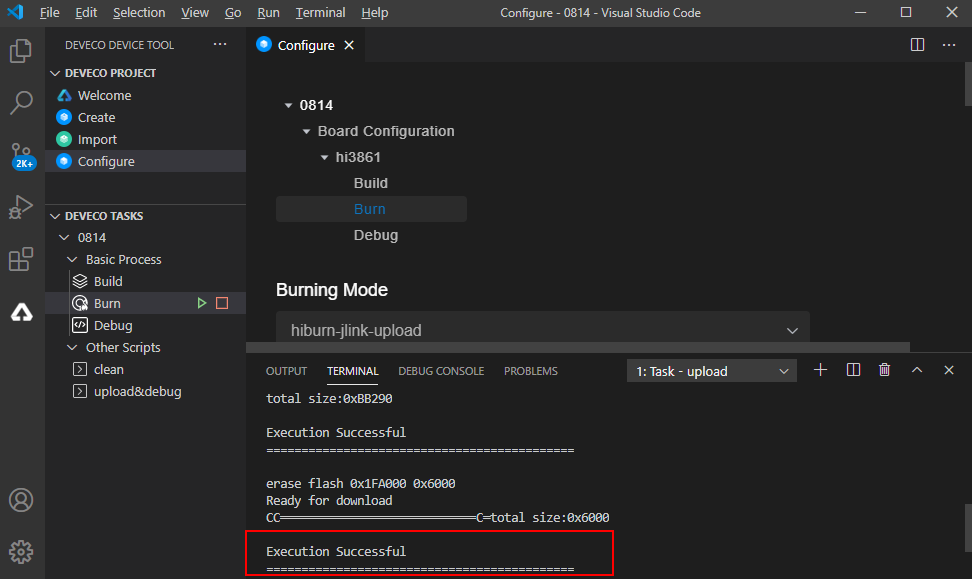 File Edit Selection View Go Run Terminal Help Configure - 0814 - Visual Studio Code
DEVECO DEVICE TOOL
Configure
DEVECO PROJECT
Welcome
Create
Import
Configure
2K+
DEVECO TASKS
0814
Basic Process
Build
Burn
Debug
Other Scripts
clean
upload&debug
0814
Board Configuration
hi3861
Build
Burn
Debug
Burning Mode
hiburn-jlink-upload
OUTPUT TERMINAL DEBUG CONSOLE PROBLEMS 1: Task - upload
total size:0xBB290
Execution Successful
============================================
erase flash 0x1FA000 0x6000
Ready for download
CC════════════════════════════C═total size:0x6000
Execution Successful
============================================